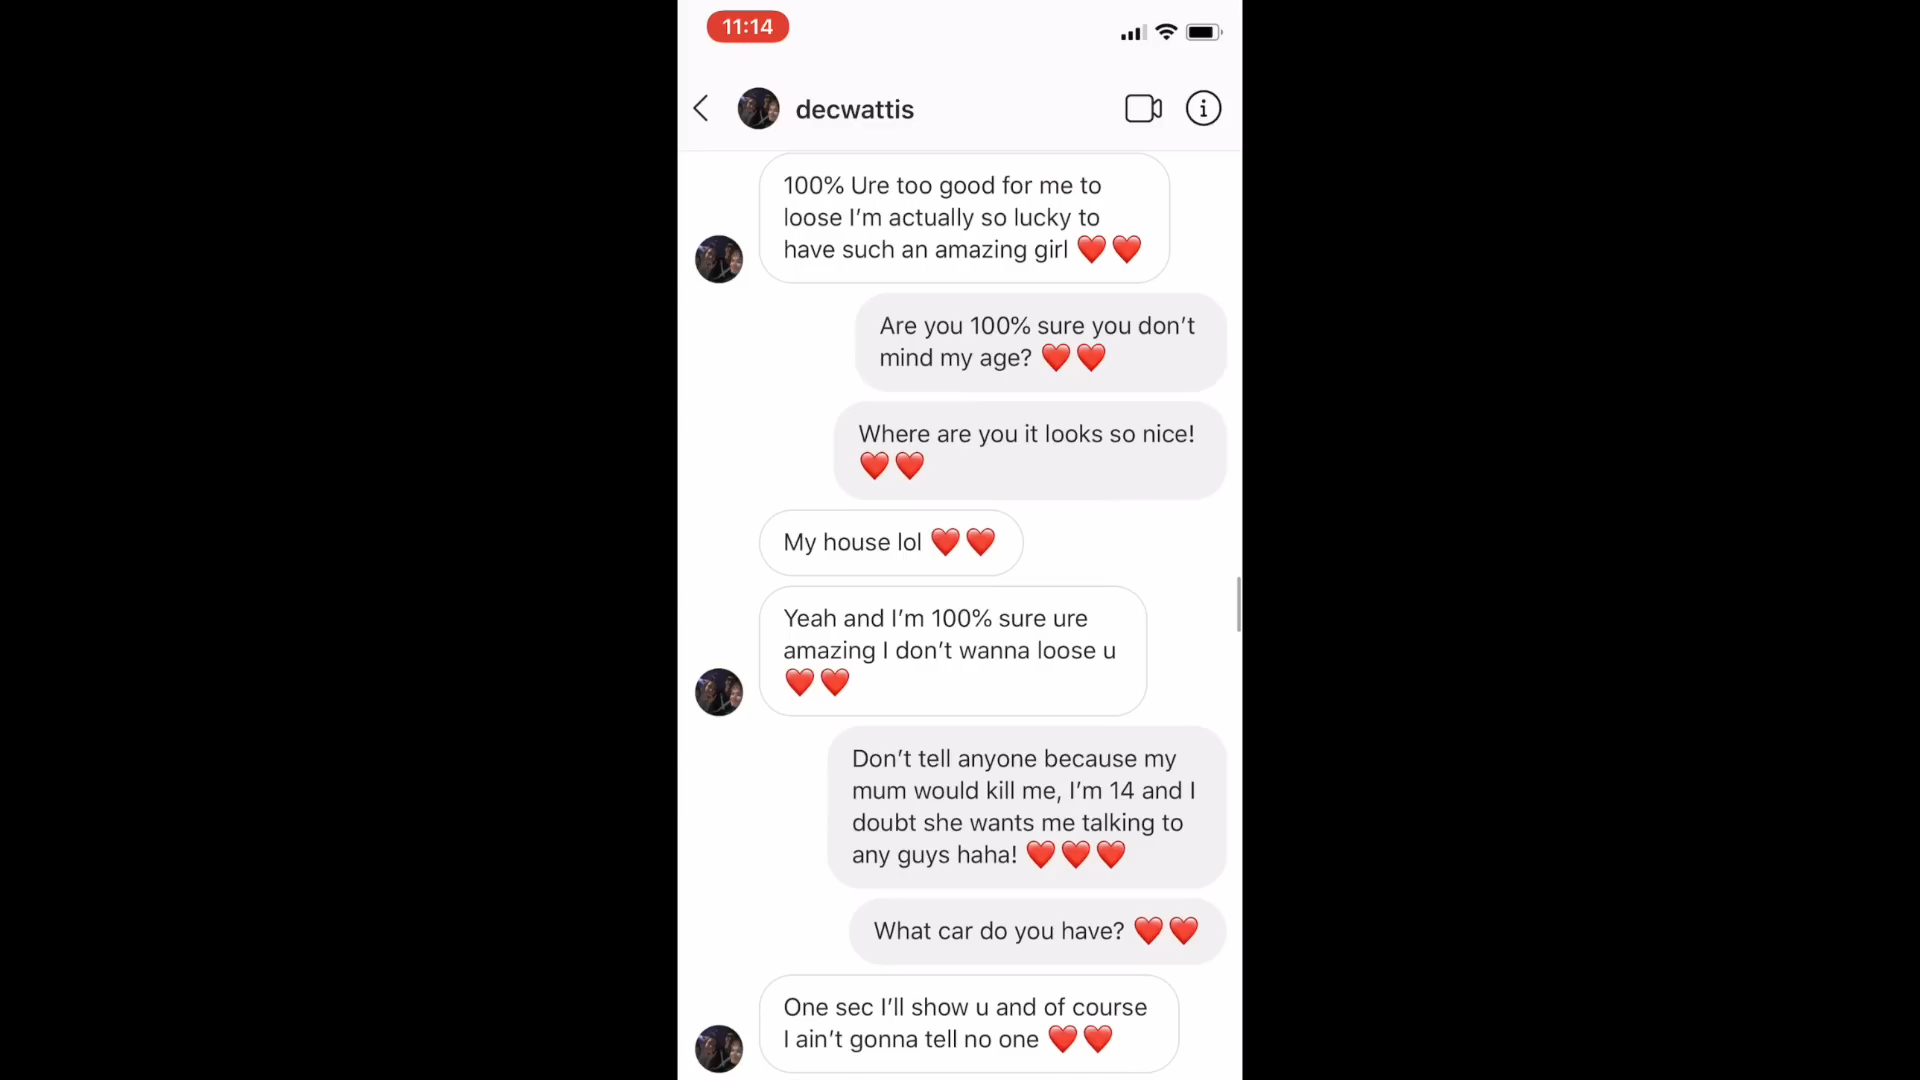 11:14
decwattis
100% Ure too good for me to
loose I'm actually so lucky to
have such an amazing girl ❤️❤️
Are you 100% sure you don't
mind my age? ❤️❤️
Where are you it looks so nice!
❤️❤️
My house lol ❤️❤️
Yeah and I'm 100% sure ure
amazing I don't wanna loose u
❤️❤️
Don't tell anyone because my
mum would kill me, I'm 14 and I
doubt she wants me talking to
any guys haha! ❤️❤️❤️
What car do you have? ❤️❤️
One sec I'll show u and of course
I ain't gonna tell no one ❤️❤️